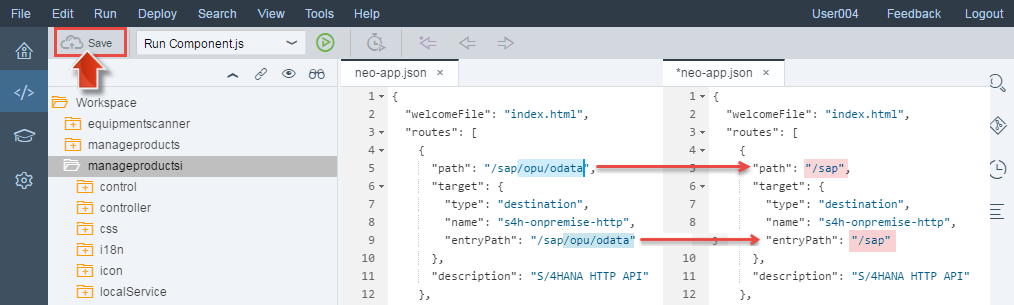 File Edit Run Deploy Search View Tools Help User004 Feedback Logout
Save Run Component.js
neo-app.json × *neo-app.json ×
Workspace
equipmentscanner
manageproducts
manageproductsi
control
controller
css
i18n
icon
localService
1 {
2 "welcomeFile": "index.html",
3 "routes": [
4 {
5 "path": "/sap/opu/odata",
6 "target": {
7 "type": "destination",
8 "name": "s4h-onpremise-http",
9 "entryPath": "/sap/opu/odata"
10 },
11 "description": "S/4HANA HTTP API"
12 },
1 {
2 "welcomeFile": "index.html",
3 "routes": [
4 {
5 "path": "/sap",
6 "target": {
7 "type": "destination",
8 "name": "s4h-onpremise-http",
"entryPath": "/sap"
10 },
11 "description": "S/4HANA HTTP API"
12 },